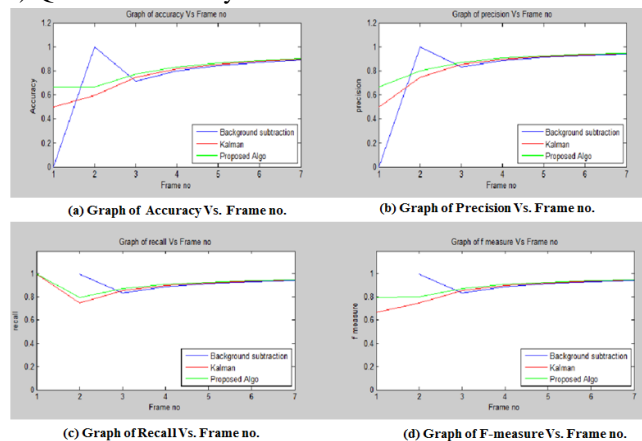 Graph of accuracy Vs Frame no
1.2
1
0.8
0.6
0.4
0.2
0
Accuracy
1 2 3 4 5 6 7
Frame no
Background subtraction
Kalman
Proposed Algo
(a) Graph of Accuracy Vs. Frame no.
Graph of precision Vs Frame no
1.2
1
0.8
0.6
0.4
0.2
0
precision
1 2 3 4 5 6 7
Frame no
Background subtraction
Kalman
Proposed Algo
(b) Graph of Precision Vs. Frame no.
Graph of recall Vs Frame no
1
0.8
0.6
0.4
0.2
0
recall
1 2 3 4 5 6 7
Frame no
Background subtraction
Kalman
Proposed Algo
(c) Graph of Recall Vs. Frame no.
Graph of f measure Vs Frame no
1
0.8
0.6
0.4
0.2
0
f measure
1 2 3 4 5 6 7
Frame no
Background subtraction
Kalman
Proposed Algo
(d) Graph of F-measure Vs. Frame no.